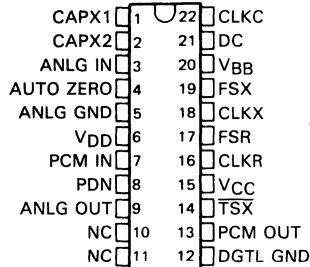 CAPX1 1 22 CLKC
CAPX2 2 21 DC
ANLG IN 3 20 VBB
AUTO ZERO 4 19 FSX
ANLG GND 5 18 CLKX
VDD 6 17 FSR
PCM IN 7 16 CLKR
PDN 8 15 VCC
ANLG OUT 9 14 T̅S̅X̅
NC 10 13 PCM OUT
NC 11 12 DGTL GND